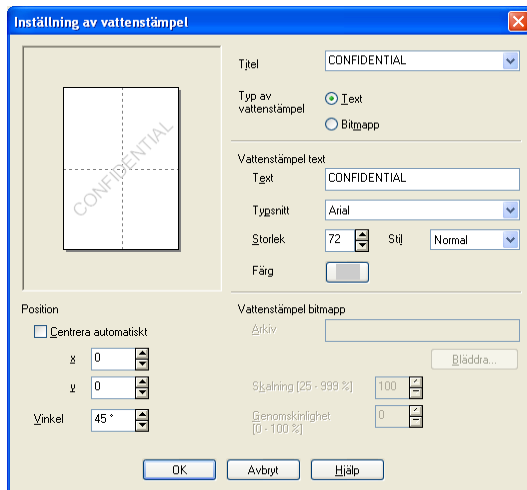 Inställning av vattenstämpel
CONFIDENTIAL
Titel CONFIDENTIAL
Typ av
vattenstämpel
Text
Bitmapp
Vattenstämpel text
Text CONFIDENTIAL
Typsnitt Arial
Storlek 72 Stil Normal
Färg
Position
Centrera automatiskt
x 0
y 0
Vinkel 45 °
Vattenstämpel bitmapp
Arkiv
Bläddra...
Skalning [25 - 999 %] 100
Genomskinlighet
[0 - 100 %] 0
OK Avbryt Hjälp